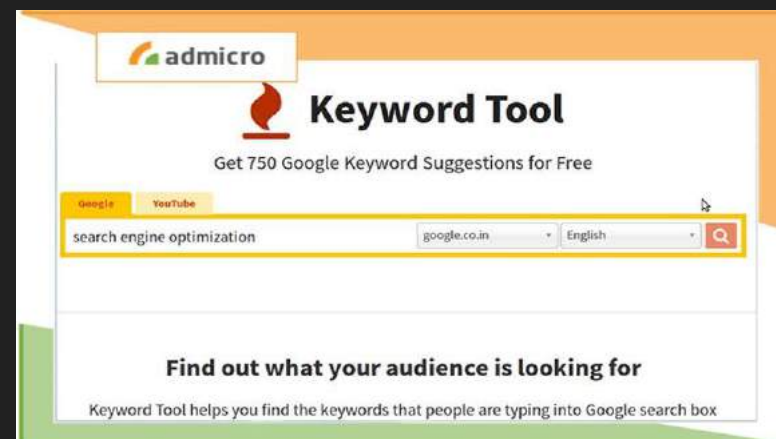 admicro
Keyword Tool
Get 750 Google Keyword Suggestions for Free
Google YouTube
search engine optimization google.co.in English
Find out what your audience is looking for
Keyword Tool helps you find the keywords that people are typing into Google search box